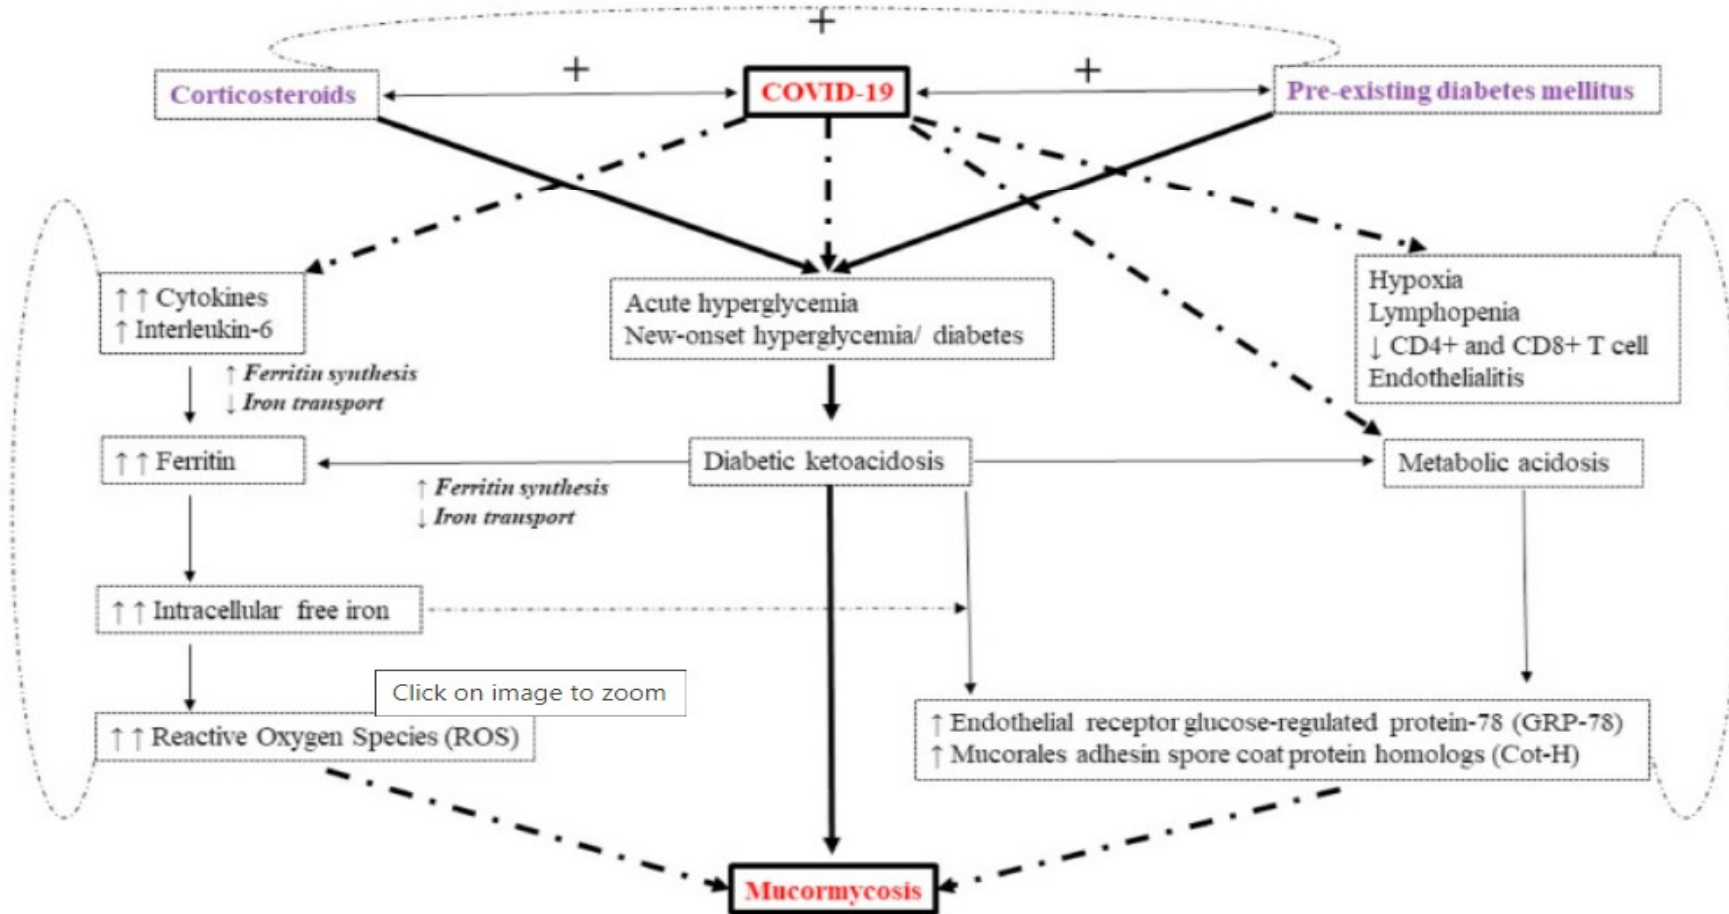 +
+ +
Corticosteroids
COVID-19
Pre-existing diabetes mellitus
↑ ↑ Cytokines
↑ Interleukin-6
Acute hyperglycemia
New-onset hyperglycemia/ diabetes
Hypoxia
Lymphopenia
↓ CD4+ and CD8+ T cell
Endothelialitis
↑ Ferritin synthesis
↓ Iron transport
↑ ↑ Ferritin
Diabetic ketoacidosis
Metabolic acidosis
↑ Ferritin synthesis
↓ Iron transport
↑ ↑ Intracellular free iron
Click on image to zoom
↑ ↑ Reactive Oxygen Species (ROS)
↑ Endothelial receptor glucose-regulated protein-78 (GRP-78)
↑ Mucorales adhesin spore coat protein homologs (Cot-H)
Mucormycosis